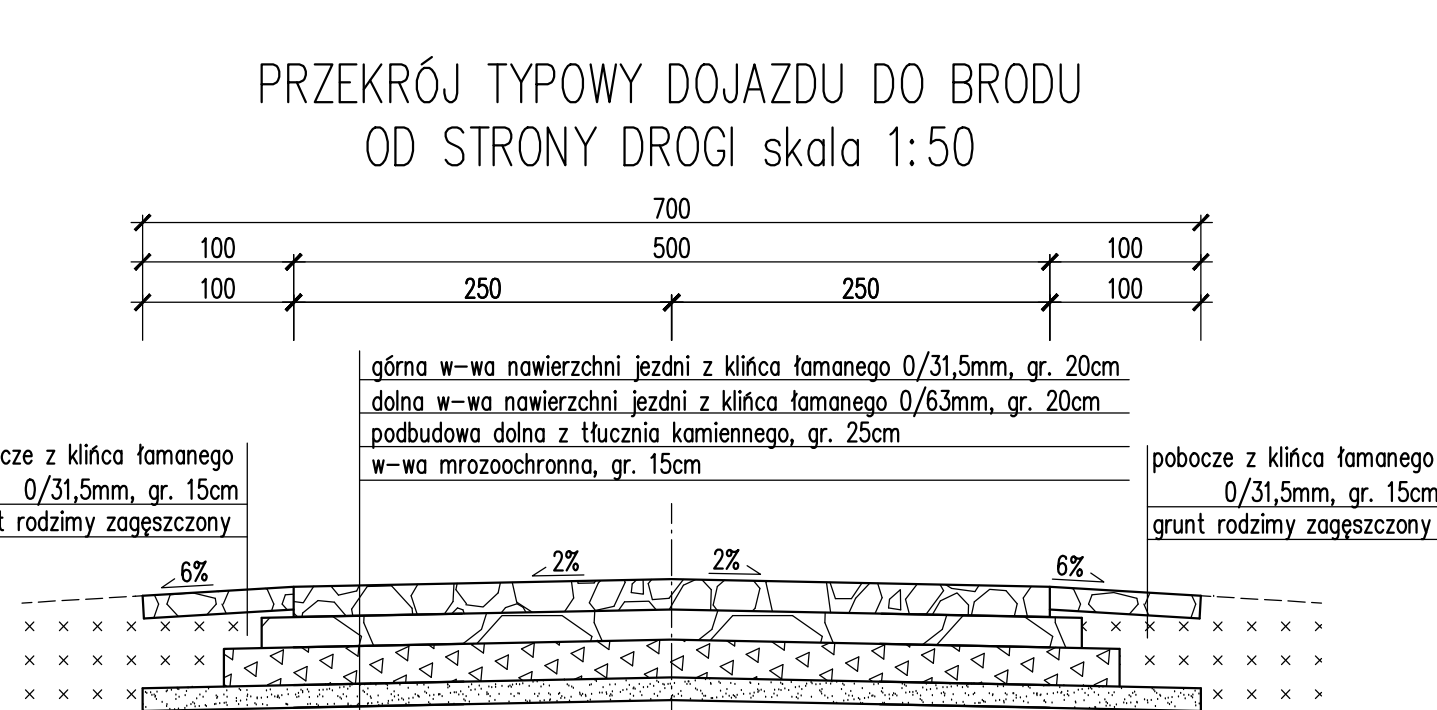 PRZEKRÓJ TYPOWY DOJAZDU DO BRODU
OD STRONY DROGI skala 1:50
700
100 500 100
100 250 250 100
górna w-wa nawierzchni jezdni z klińca łamanego 0/31,5mm, gr. 20cm
dolna w-wa nawierzchni jezdni z klińca łamanego 0/63mm, gr. 20cm
podbudowa dolna z tłucznia kamiennego, gr. 25cm
w-wa mrozoochronna, gr. 15cm
cze z klińca łamanego
0/31,5mm, gr. 15cm
t rodzimy zagęszczony
pobocze z klińca łamanego
0/31,5mm, gr. 15cm
grunt rodzimy zagęszczony
6% 2% 2% 6%